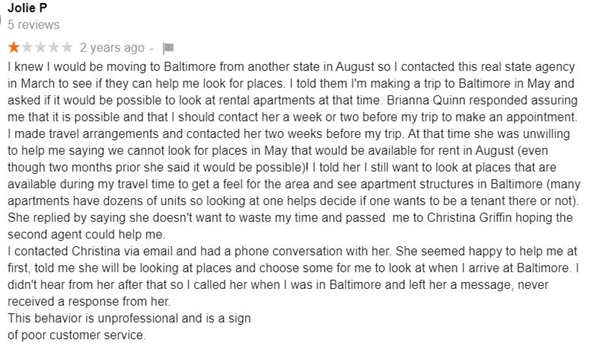 Jolie P
5 reviews
2 years ago -
I knew I would be moving to Baltimore from another state in August so I contacted this real state agency
in March to see if they can help me look for places. I told them I'm making a trip to Baltimore in May and
asked if it would be possible to look at rental apartments at that time. Brianna Quinn responded assuring
me that it is possible and that I should contact her a week or two before my trip to make an appointment.
I made travel arrangements and contacted her two weeks before my trip. At that time she was unwilling
to help me saying we cannot look for places in May that would be available for rent in August (even
though two months prior she said it would be possible)! I told her I still want to look at places that are
available during my travel time to get a feel for the area and see apartment structures in Baltimore (many
apartments have dozens of units so looking at one helps decide if one wants to be a tenant there or not).
She replied by saying she doesn't want to waste my time and passed me to Christina Griffin hoping the
second agent could help me.
I contacted Christina via email and had a phone conversation with her. She seemed happy to help me at
first, told me she will be looking at places and choose some for me to look at when I arrive at Baltimore. I
didn't hear from her after that so I called her when I was in Baltimore and left her a message, never
received a response from her.
This behavior is unprofessional and is a sign
of poor customer service.